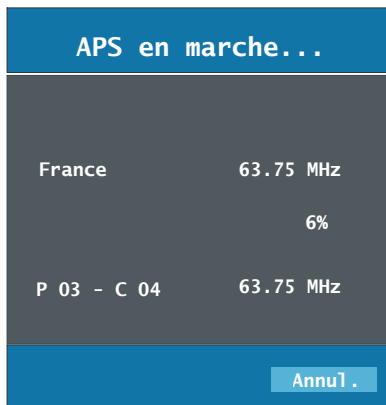 APS en marche...
France 63.75 MHz
6%
P 03 - C 04 63.75 MHz
Annul.